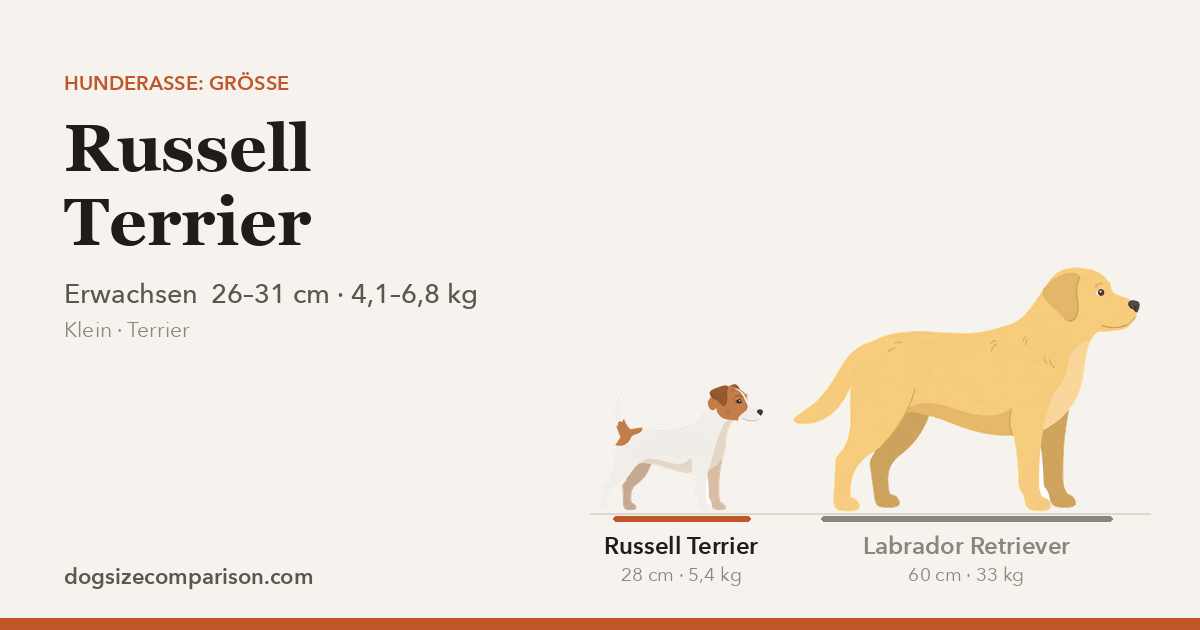 HUNDERASSE: GRÖSSE
Russell
Terrier
Erwachsen 26–31 cm · 4,1–6,8 kg
Klein · Terrier
Russell Terrier
28 cm · 5,4 kg
Labrador Retriever
60 cm · 33 kg
dogsizecomparison.com